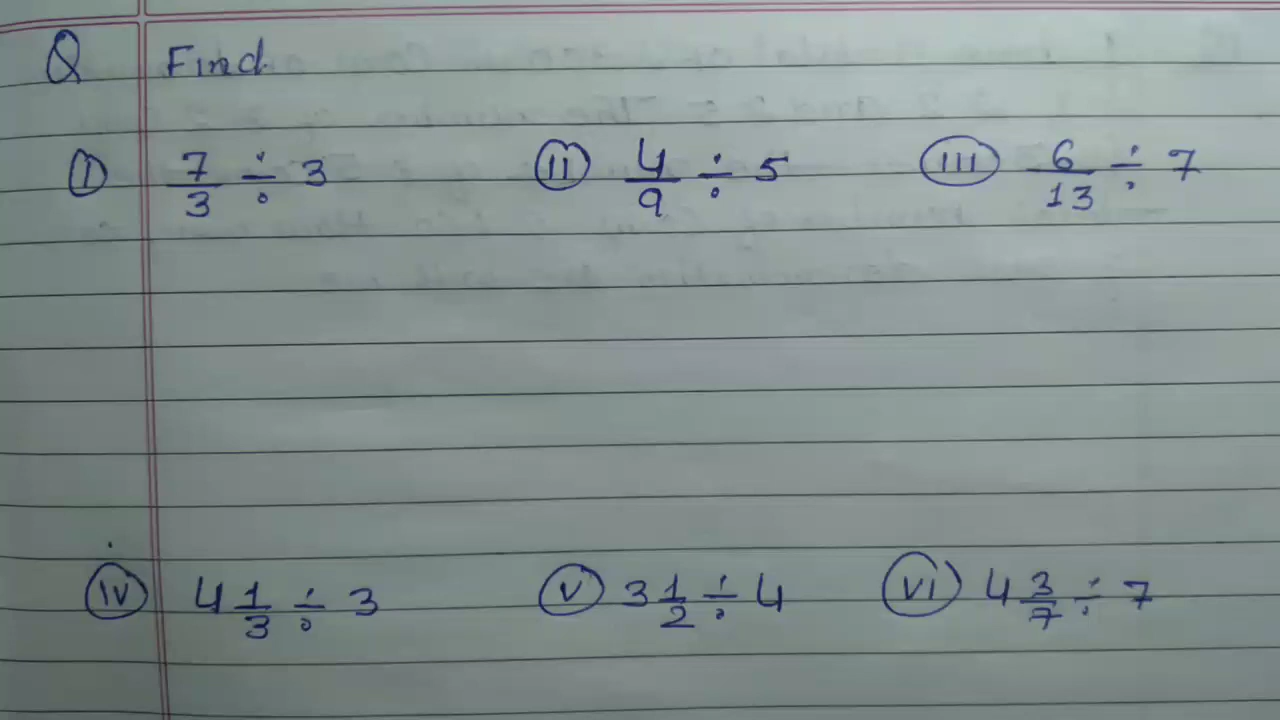 Q Find
(I) 7/3 ÷ 3 (II) 4/9 ÷ 5 (III) 6/13 ÷ 7
(IV) 4 1/3 ÷ 3 (V) 3 1/2 ÷ 4 (VI) 4 3/7 ÷ 7